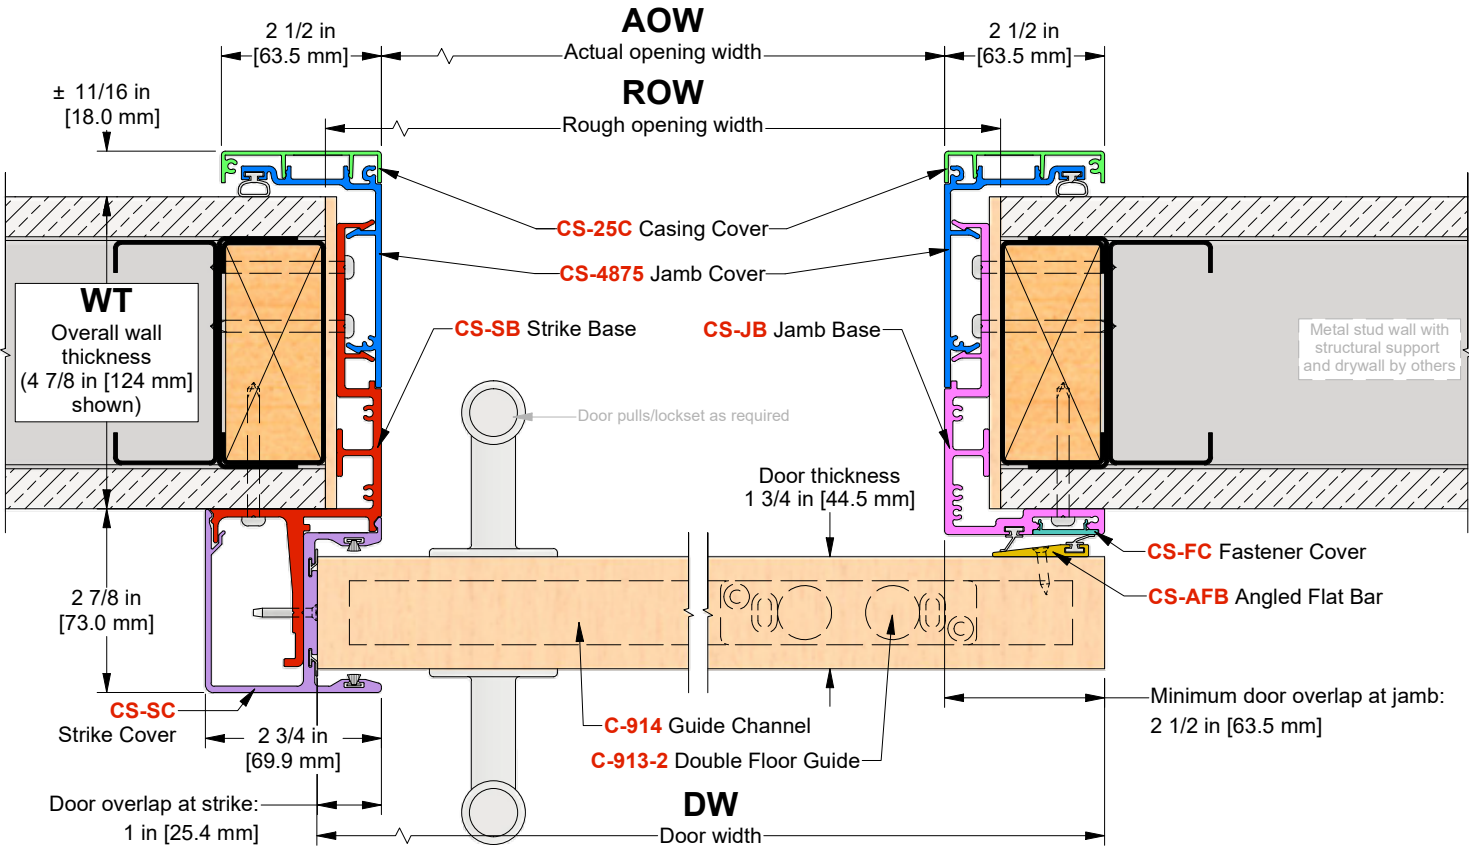 AOW
Actual opening width
2 1/2 in
[63.5 mm]
2 1/2 in
[63.5 mm]
± 11/16 in
[18.0 mm]
ROW
Rough opening width
CS-25C Casing Cover
CS-4875 Jamb Cover
CS-SB Strike Base
CS-JB Jamb Base
WT
Overall wall
thickness
(4 7/8 in [124 mm]
shown)
Metal stud wall with
structural support
and drywall by others
Door pulls/lockset as required
Door thickness
1 3/4 in [44.5 mm]
CS-FC Fastener Cover
CS-AFB Angled Flat Bar
2 7/8 in
[73.0 mm]
CS-SC
Strike Cover
2 3/4 in
[69.9 mm]
C-914 Guide Channel
C-913-2 Double Floor Guide
Minimum door overlap at jamb:
2 1/2 in [63.5 mm]
Door overlap at strike:
1 in [25.4 mm]
DW
Door width